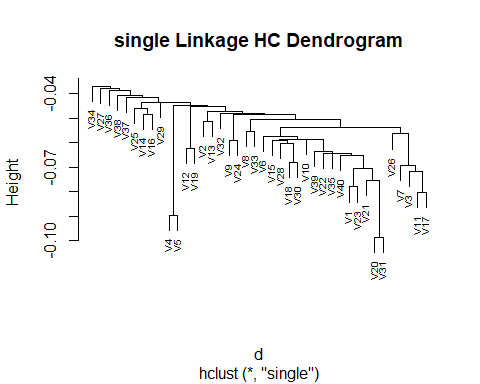 single Linkage HC Dendrogram
Height
-0.04
-0.07
-0.10
V34
V27
V36
V38
V37
V25
V14
V16
V29
V12
V19
V4
V5
V2
V13
V32
V9
V24
V8
V33
V6
V15
V28
V18
V30
V10
V39
V22
V35
V40
V1
V23
V21
V20
V31
V26
V7
V3
V11
V17
d
hclust (*, "single")